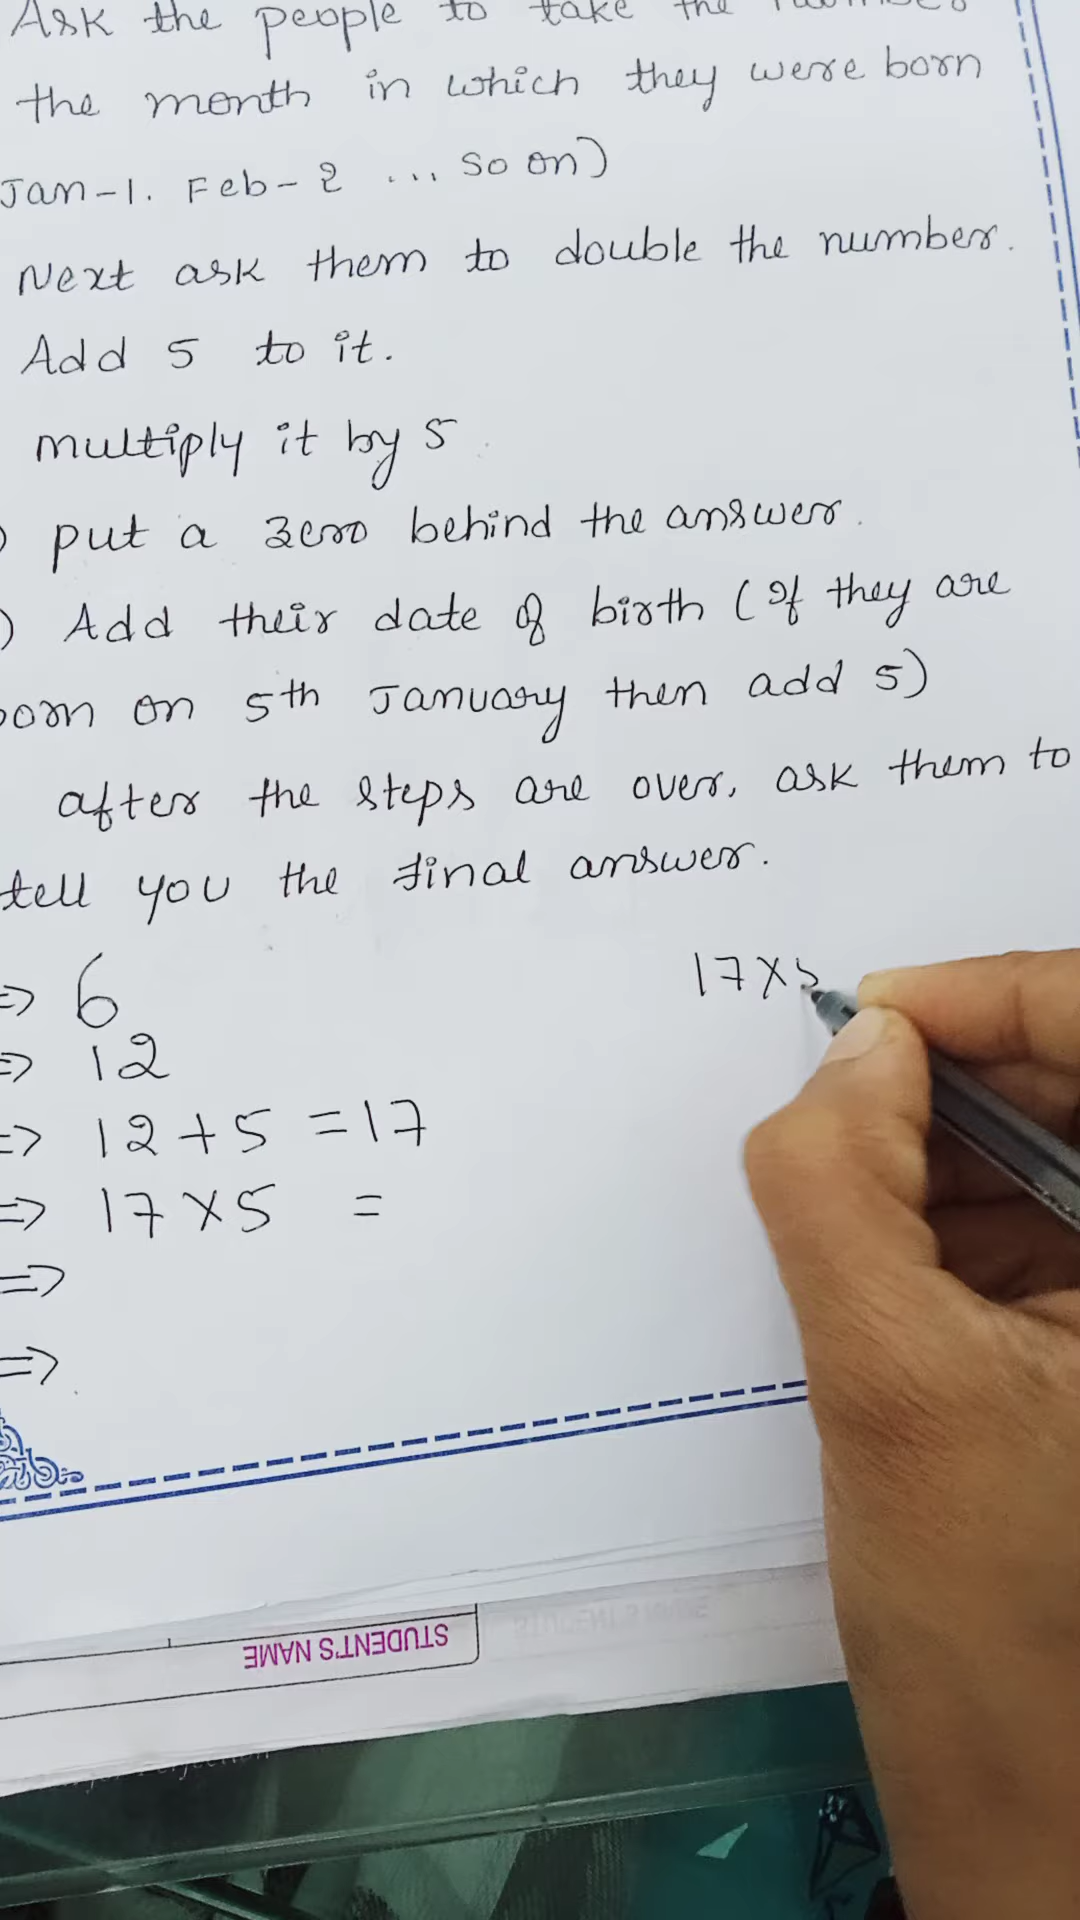 Ask the people to take the
the month in which they were born
Jan-1. Feb-2 ... so on)
Next ask them to double the number.
Add 5 to it.
multiply it by 5
) put a zero behind the answer.
) Add their date of birth (If they are
born on 5th January then add 5)
after the steps are over, ask them to
tell you the final answer.
=> 6
17×5
=> 12
=> 12+5 =17
=> 17×5 =
=>
=>
STUDENT'S NAME